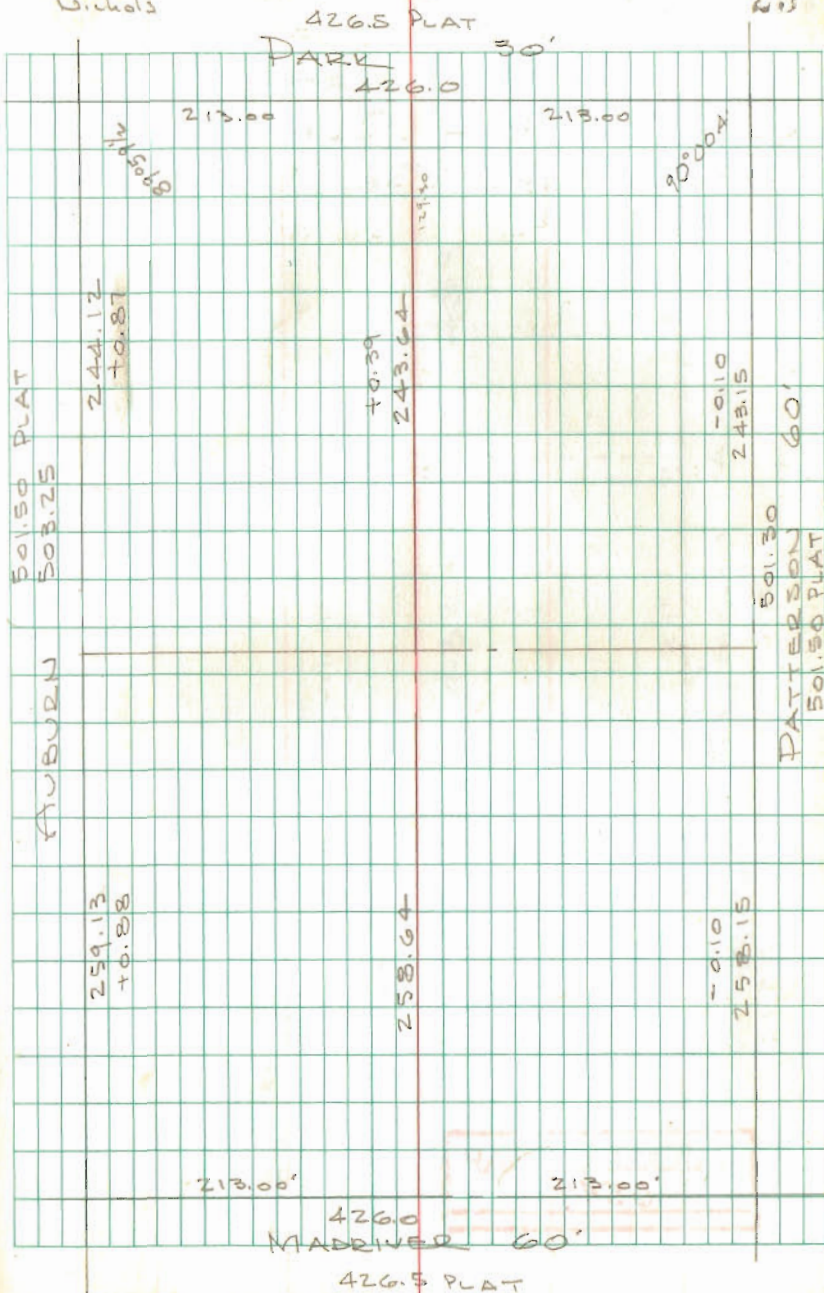 Nichols
426.5 PLAT
PARK 30'
426.0
213.00
213.00
90°00'
129.50
244.12
+0.87
+0.39
243.64
-0.10
243.15
501.50 PLAT
503.25
AUBURN
60'
501.30
PATTERSON
501.50 PLAT
259.13
+0.88
258.64
-0.10
258.15
213.00'
213.00'
426.0
MADRIVER 60'
426.5 PLAT